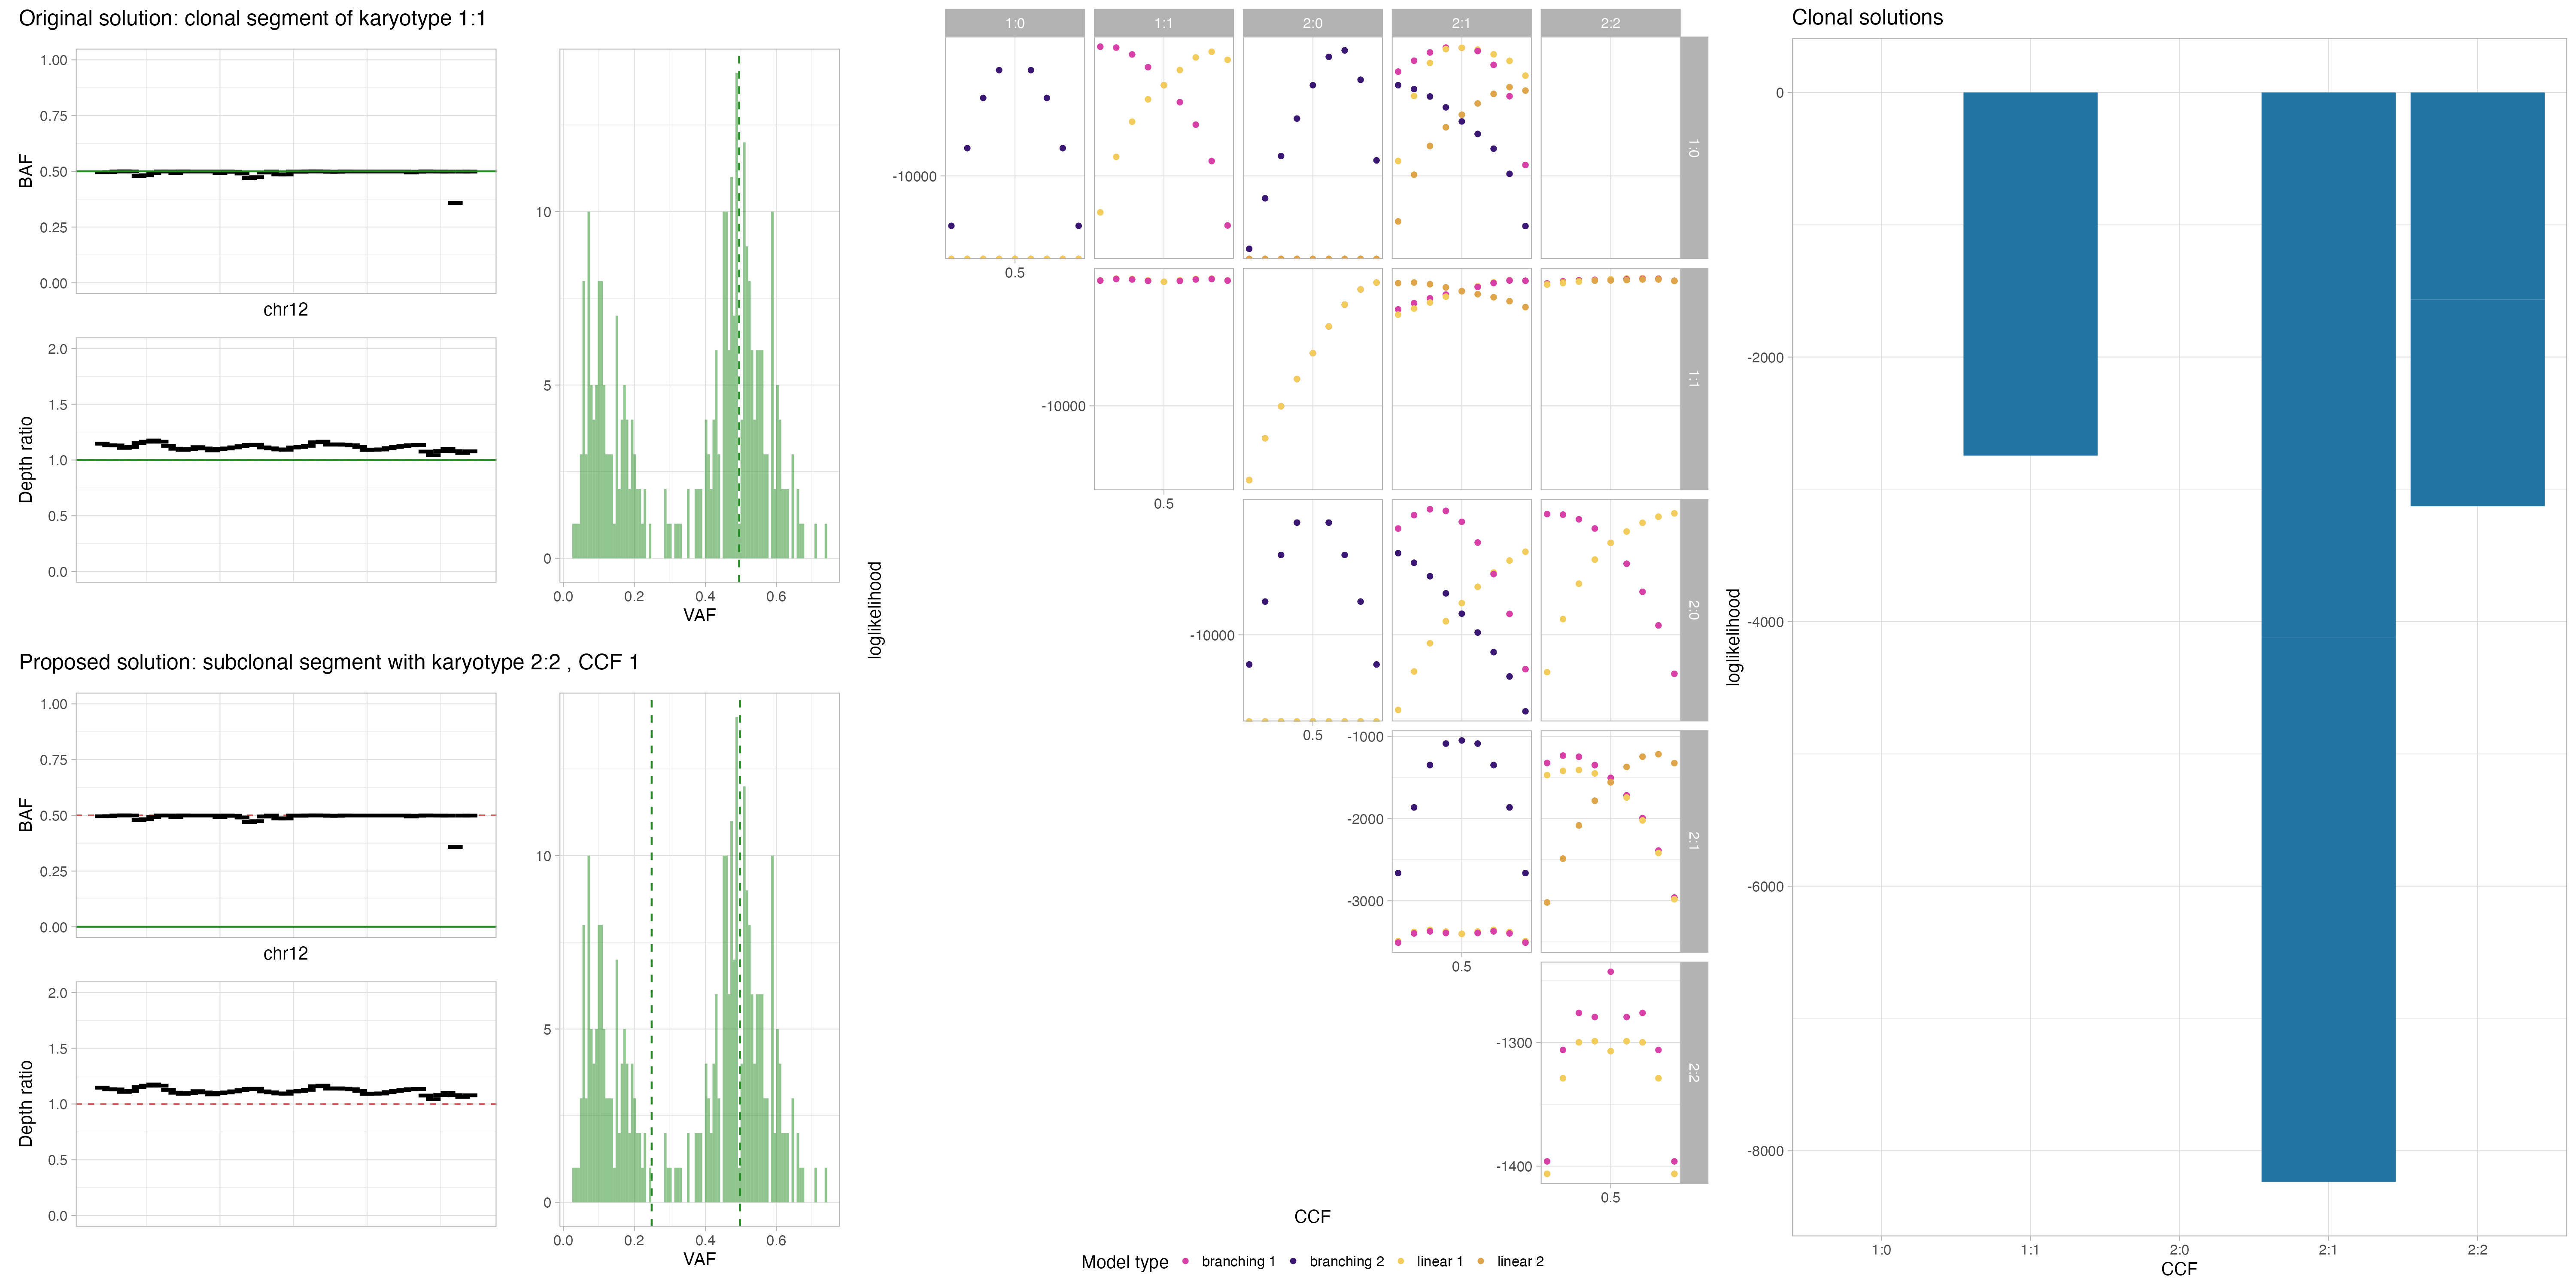 Original solution: clonal segment of karyotype 1:1
1.00
0.75
0.50
0.25
0.00
BAF
chr12
2.0
1.5
1.0
0.5
0.0
Depth ratio
10
5
0
0.0 0.2 0.4 0.6
VAF
Proposed solution: subclonal segment with karyotype 2:2 , CCF 1
1.00
0.75
0.50
0.25
0.00
BAF
chr12
2.0
1.5
1.0
0.5
0.0
Depth ratio
10
5
0
0.0 0.2 0.4 0.6
VAF
loglikelihood
1:0 1:1 2:0 2:1 2:2
-10000
0.5
1:0
-10000
0.5
1:1
-10000
0.5
2:0
-1000
-2000
-3000
0.5
2:1
-1300
-1400
0.5
2:2
CCF
Model type branching 1 branching 2 linear 1 linear 2
Clonal solutions
0
-2000
-4000
-6000
-8000
loglikelihood
1:0 1:1 2:0 2:1 2:2
CCF